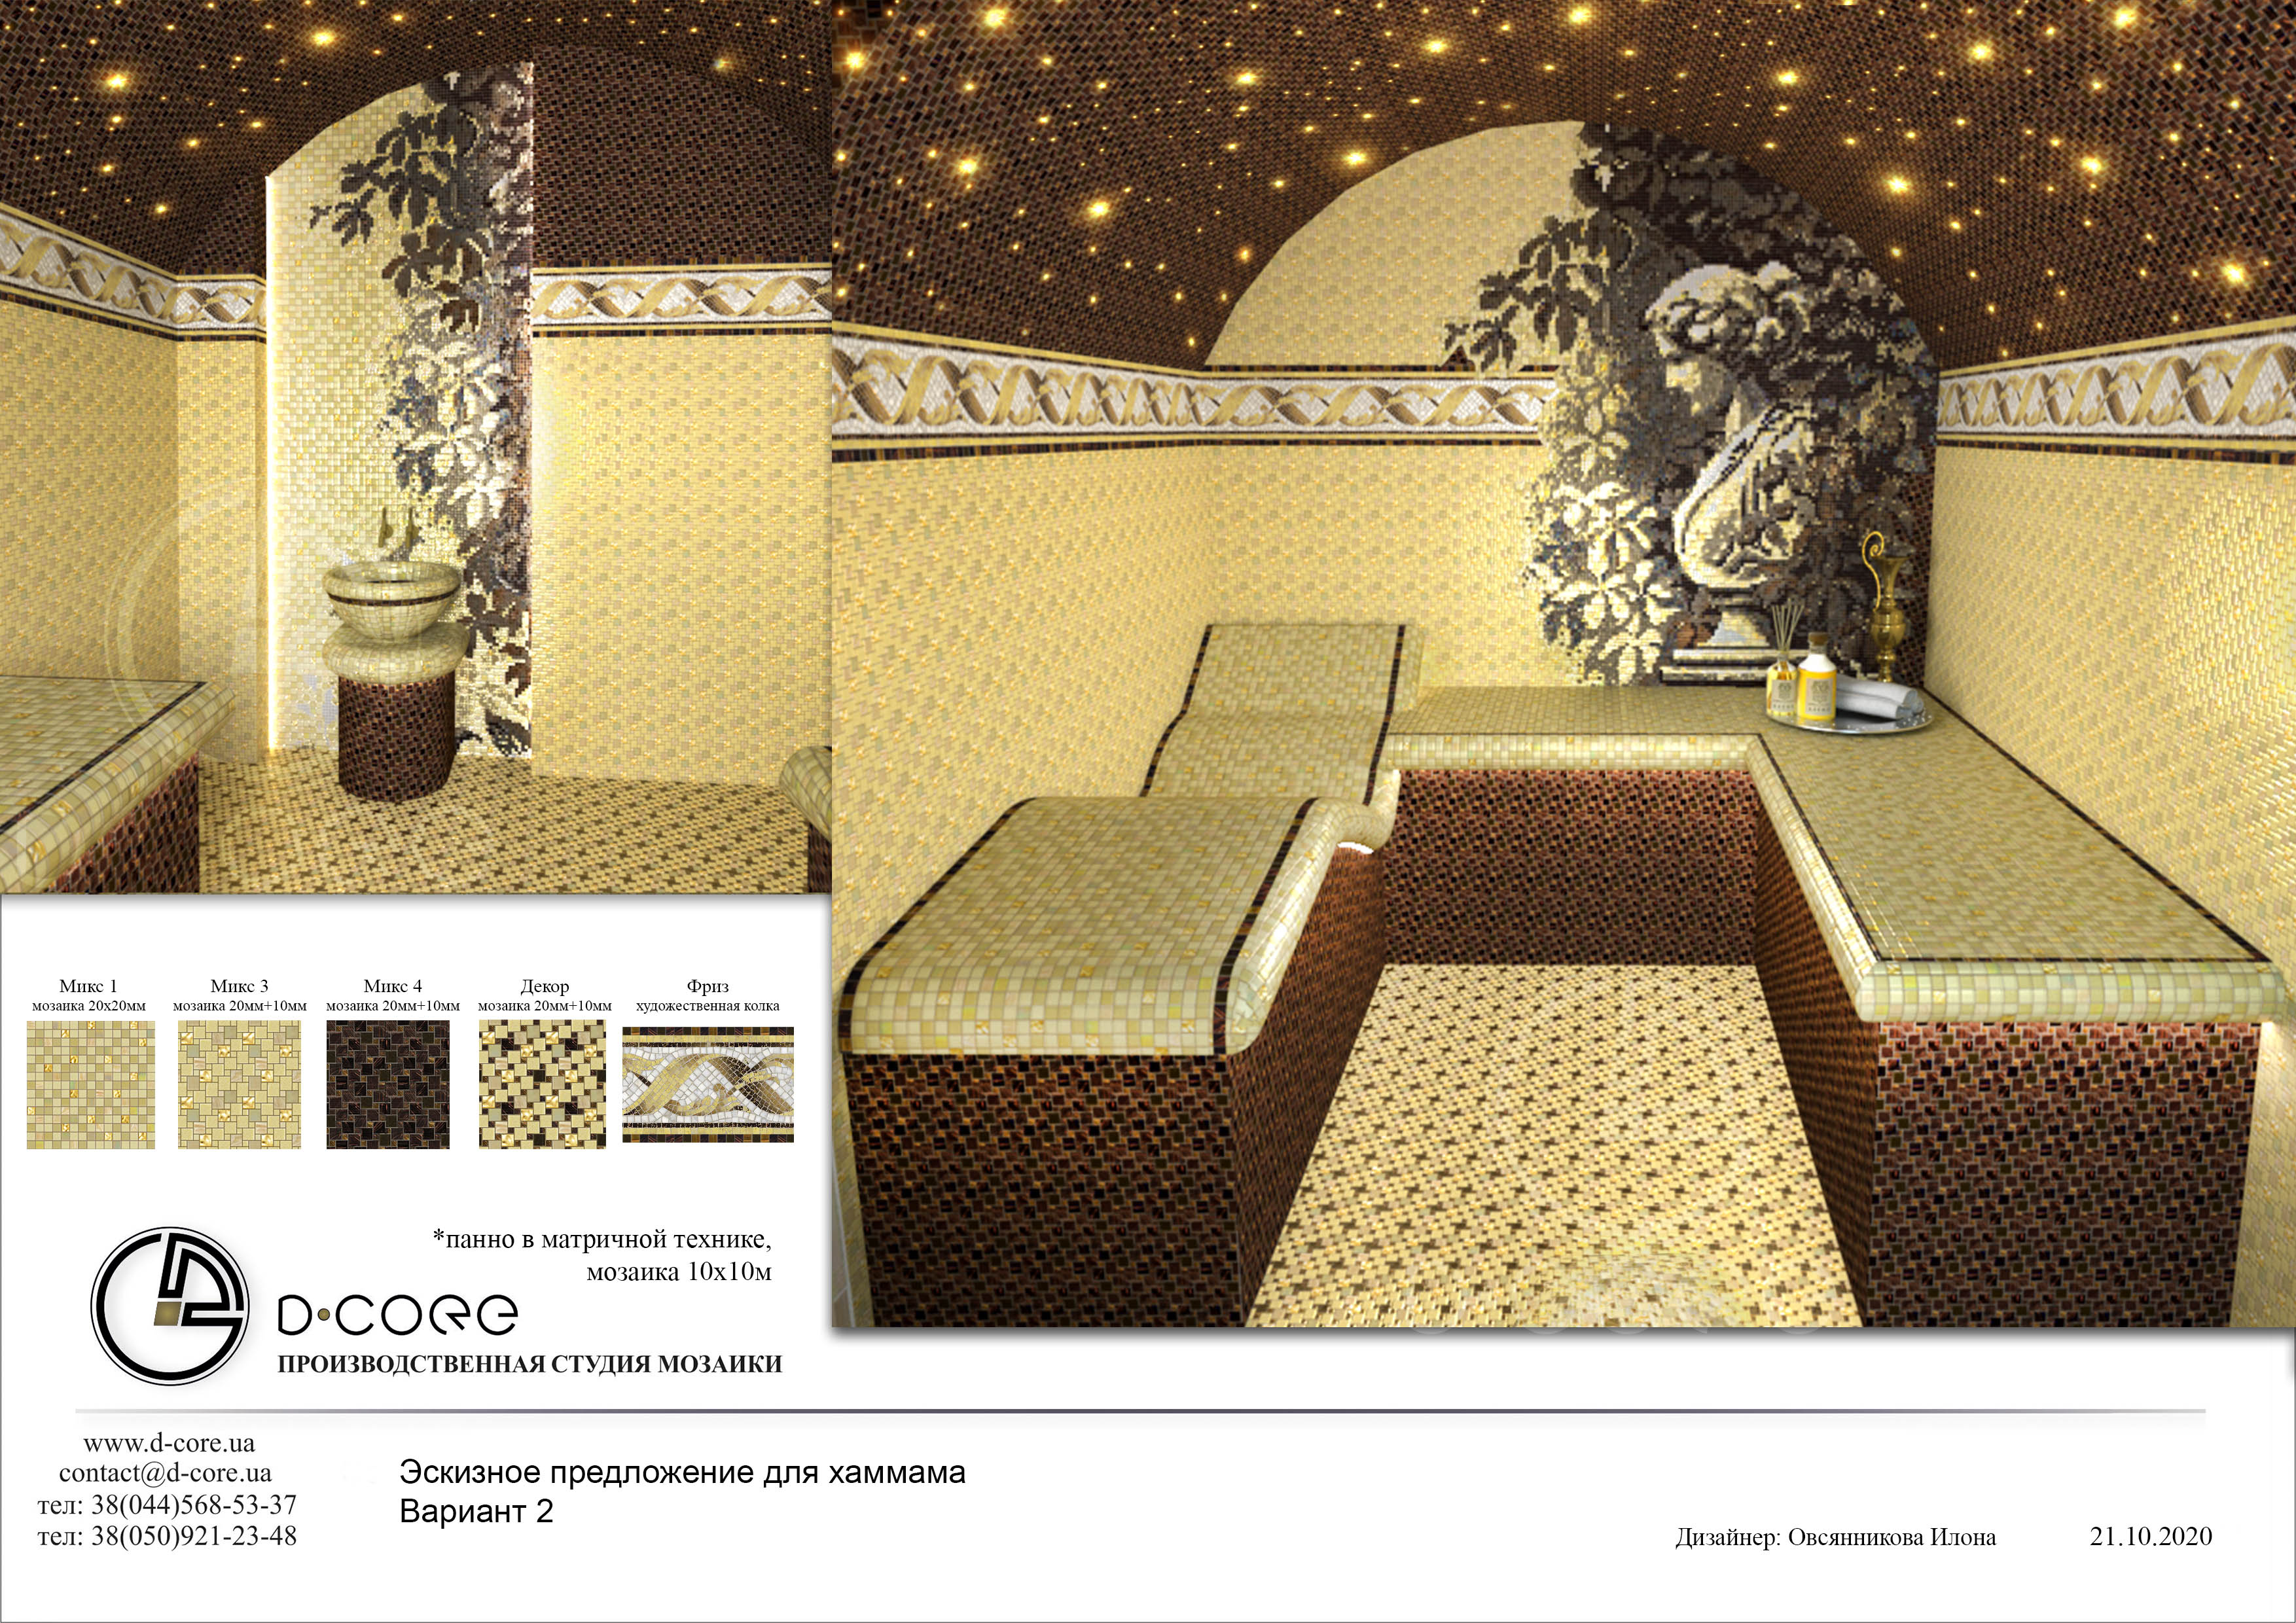 Микс 1
мозаика 20х20мм
Микс 3
мозаика 20мм+10мм
Микс 4
мозаика 20мм+10мм
Декор
мозаика 20мм+10мм
Фриз
художественная колка
*панно в матричной технике,
мозаика 10х10м
D•CORE
ПРОИЗВОДСТВЕННАЯ СТУДИЯ МОЗАИКИ
www.d-core.ua
contact@d-core.ua
тел: 38(044)568-53-37
тел: 38(050)921-23-48
Эскизное предложение для хаммама
Вариант 2
Дизайнер: Овсянникова Илона
21.10.2020